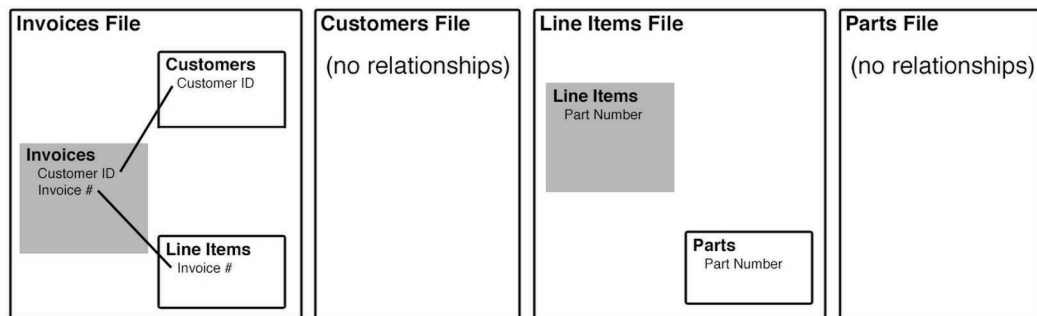 Invoices File
Customers
Customer ID
Invoices
Customer ID
Invoice #
Line Items
Invoice #
Customers File
(no relationships)
Line Items File
Line Items
Part Number
Parts
Part Number
Parts File
(no relationships)